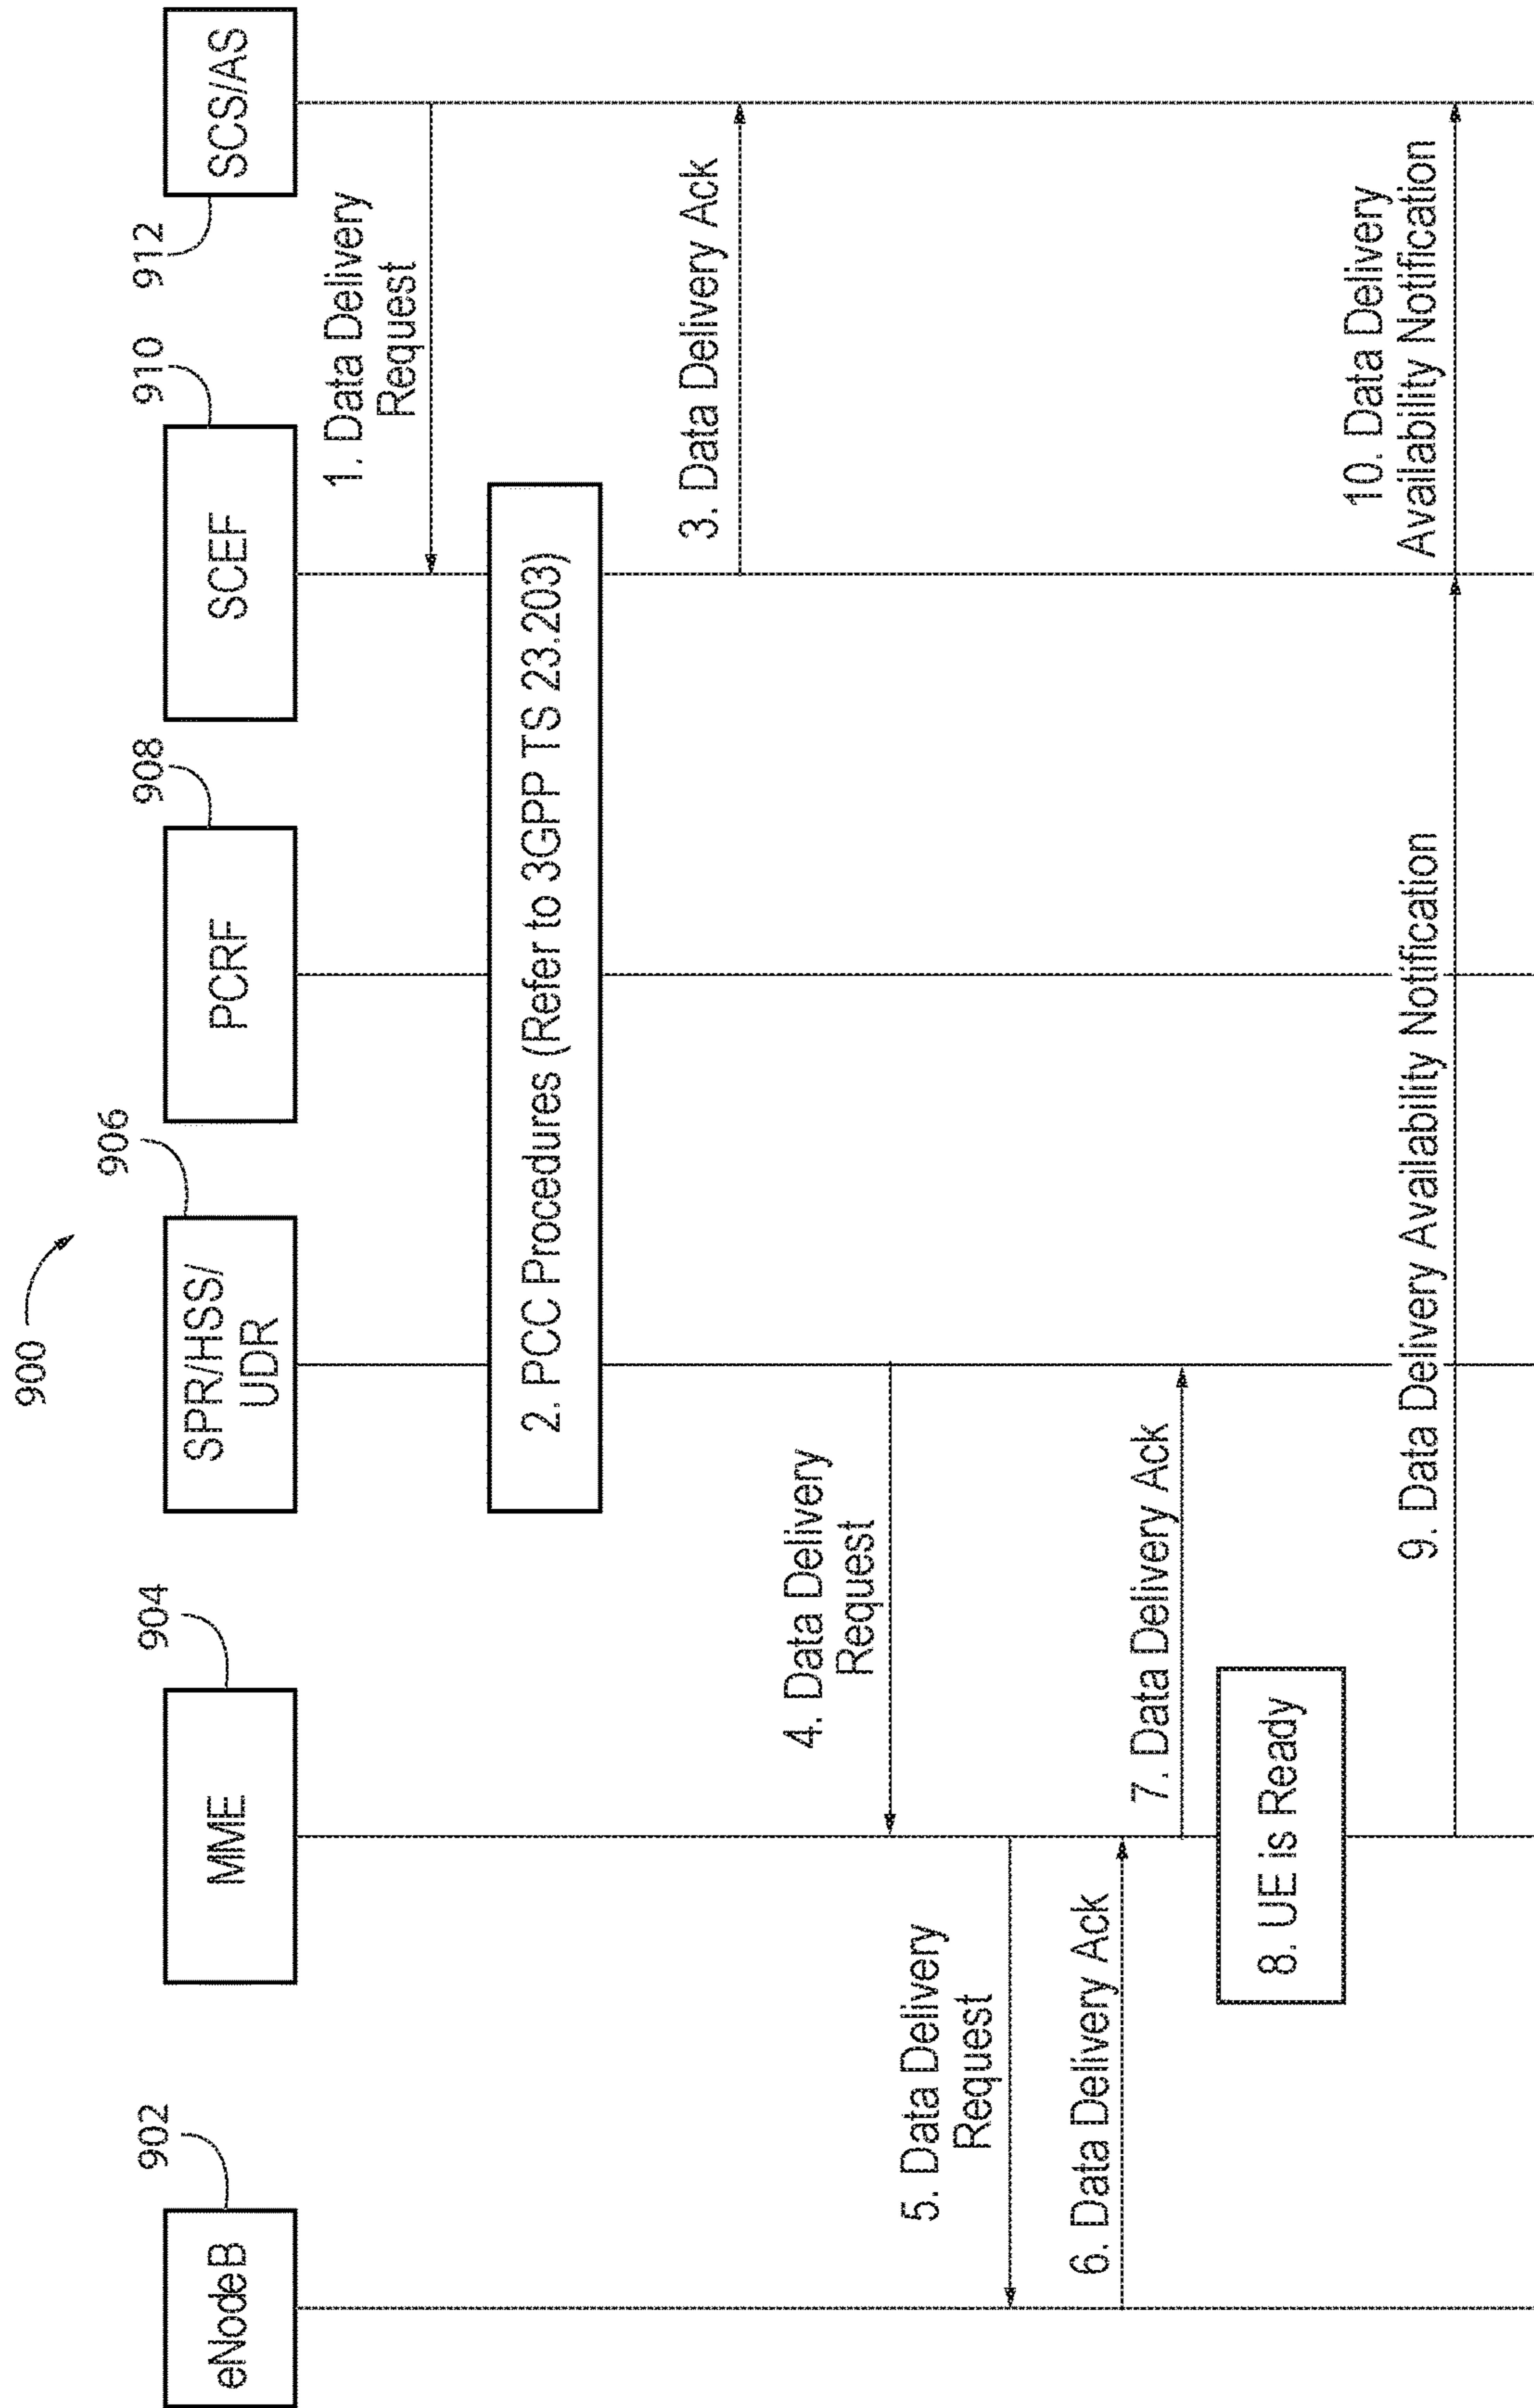 900
902
904
906
908
910
912
eNodeB
MME
SPR/HSS/
UDR
PCRF
SCEF
SCS/AS
1. Data Delivery
Request
2. PCC Procedures (Refer to 3GPP TS 23.203)
3. Data Delivery Ack
4. Data Delivery
Request
5. Data Delivery
Request
6. Data Delivery Ack
7. Data Delivery Ack
8. UE is Ready
9. Data Delivery Availability Notification
10. Data Delivery
Availability Notification